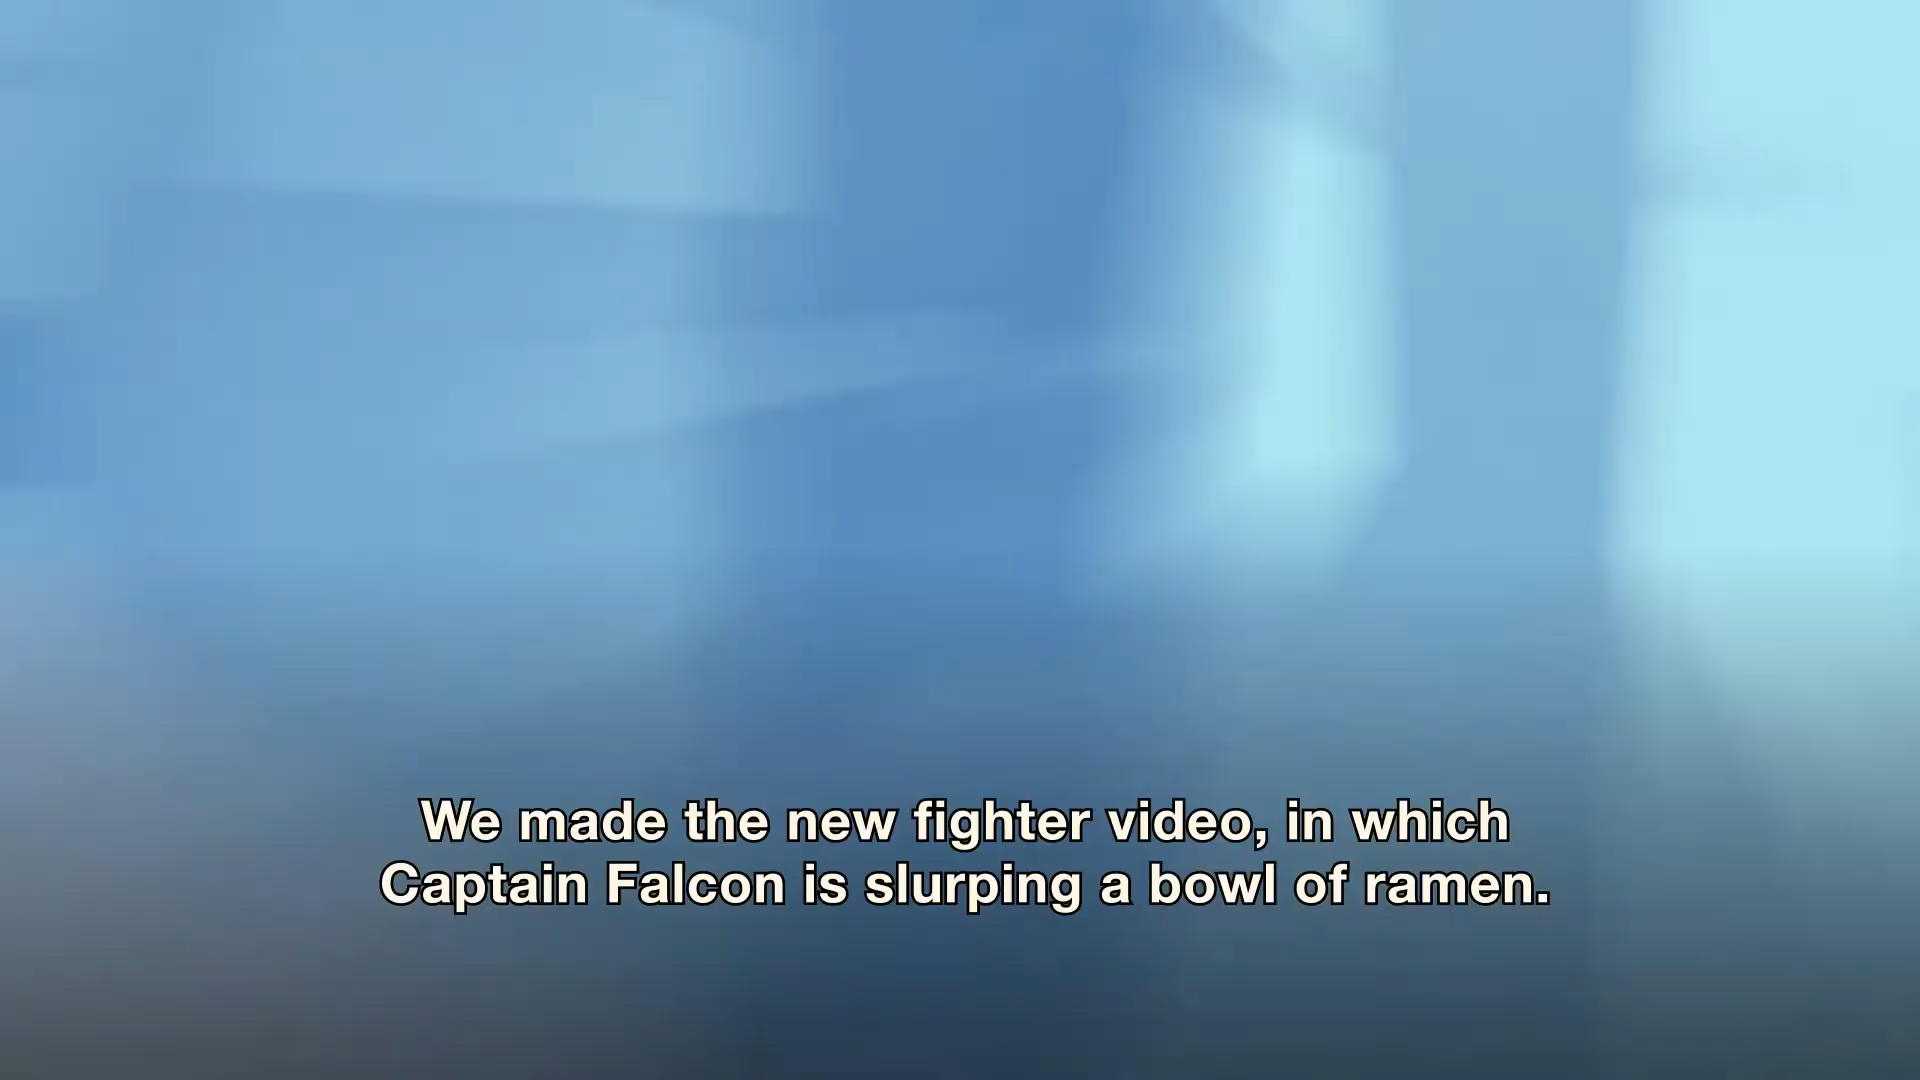 We made the new fighter video, in which
Captain Falcon is slurping a bowl of ramen.